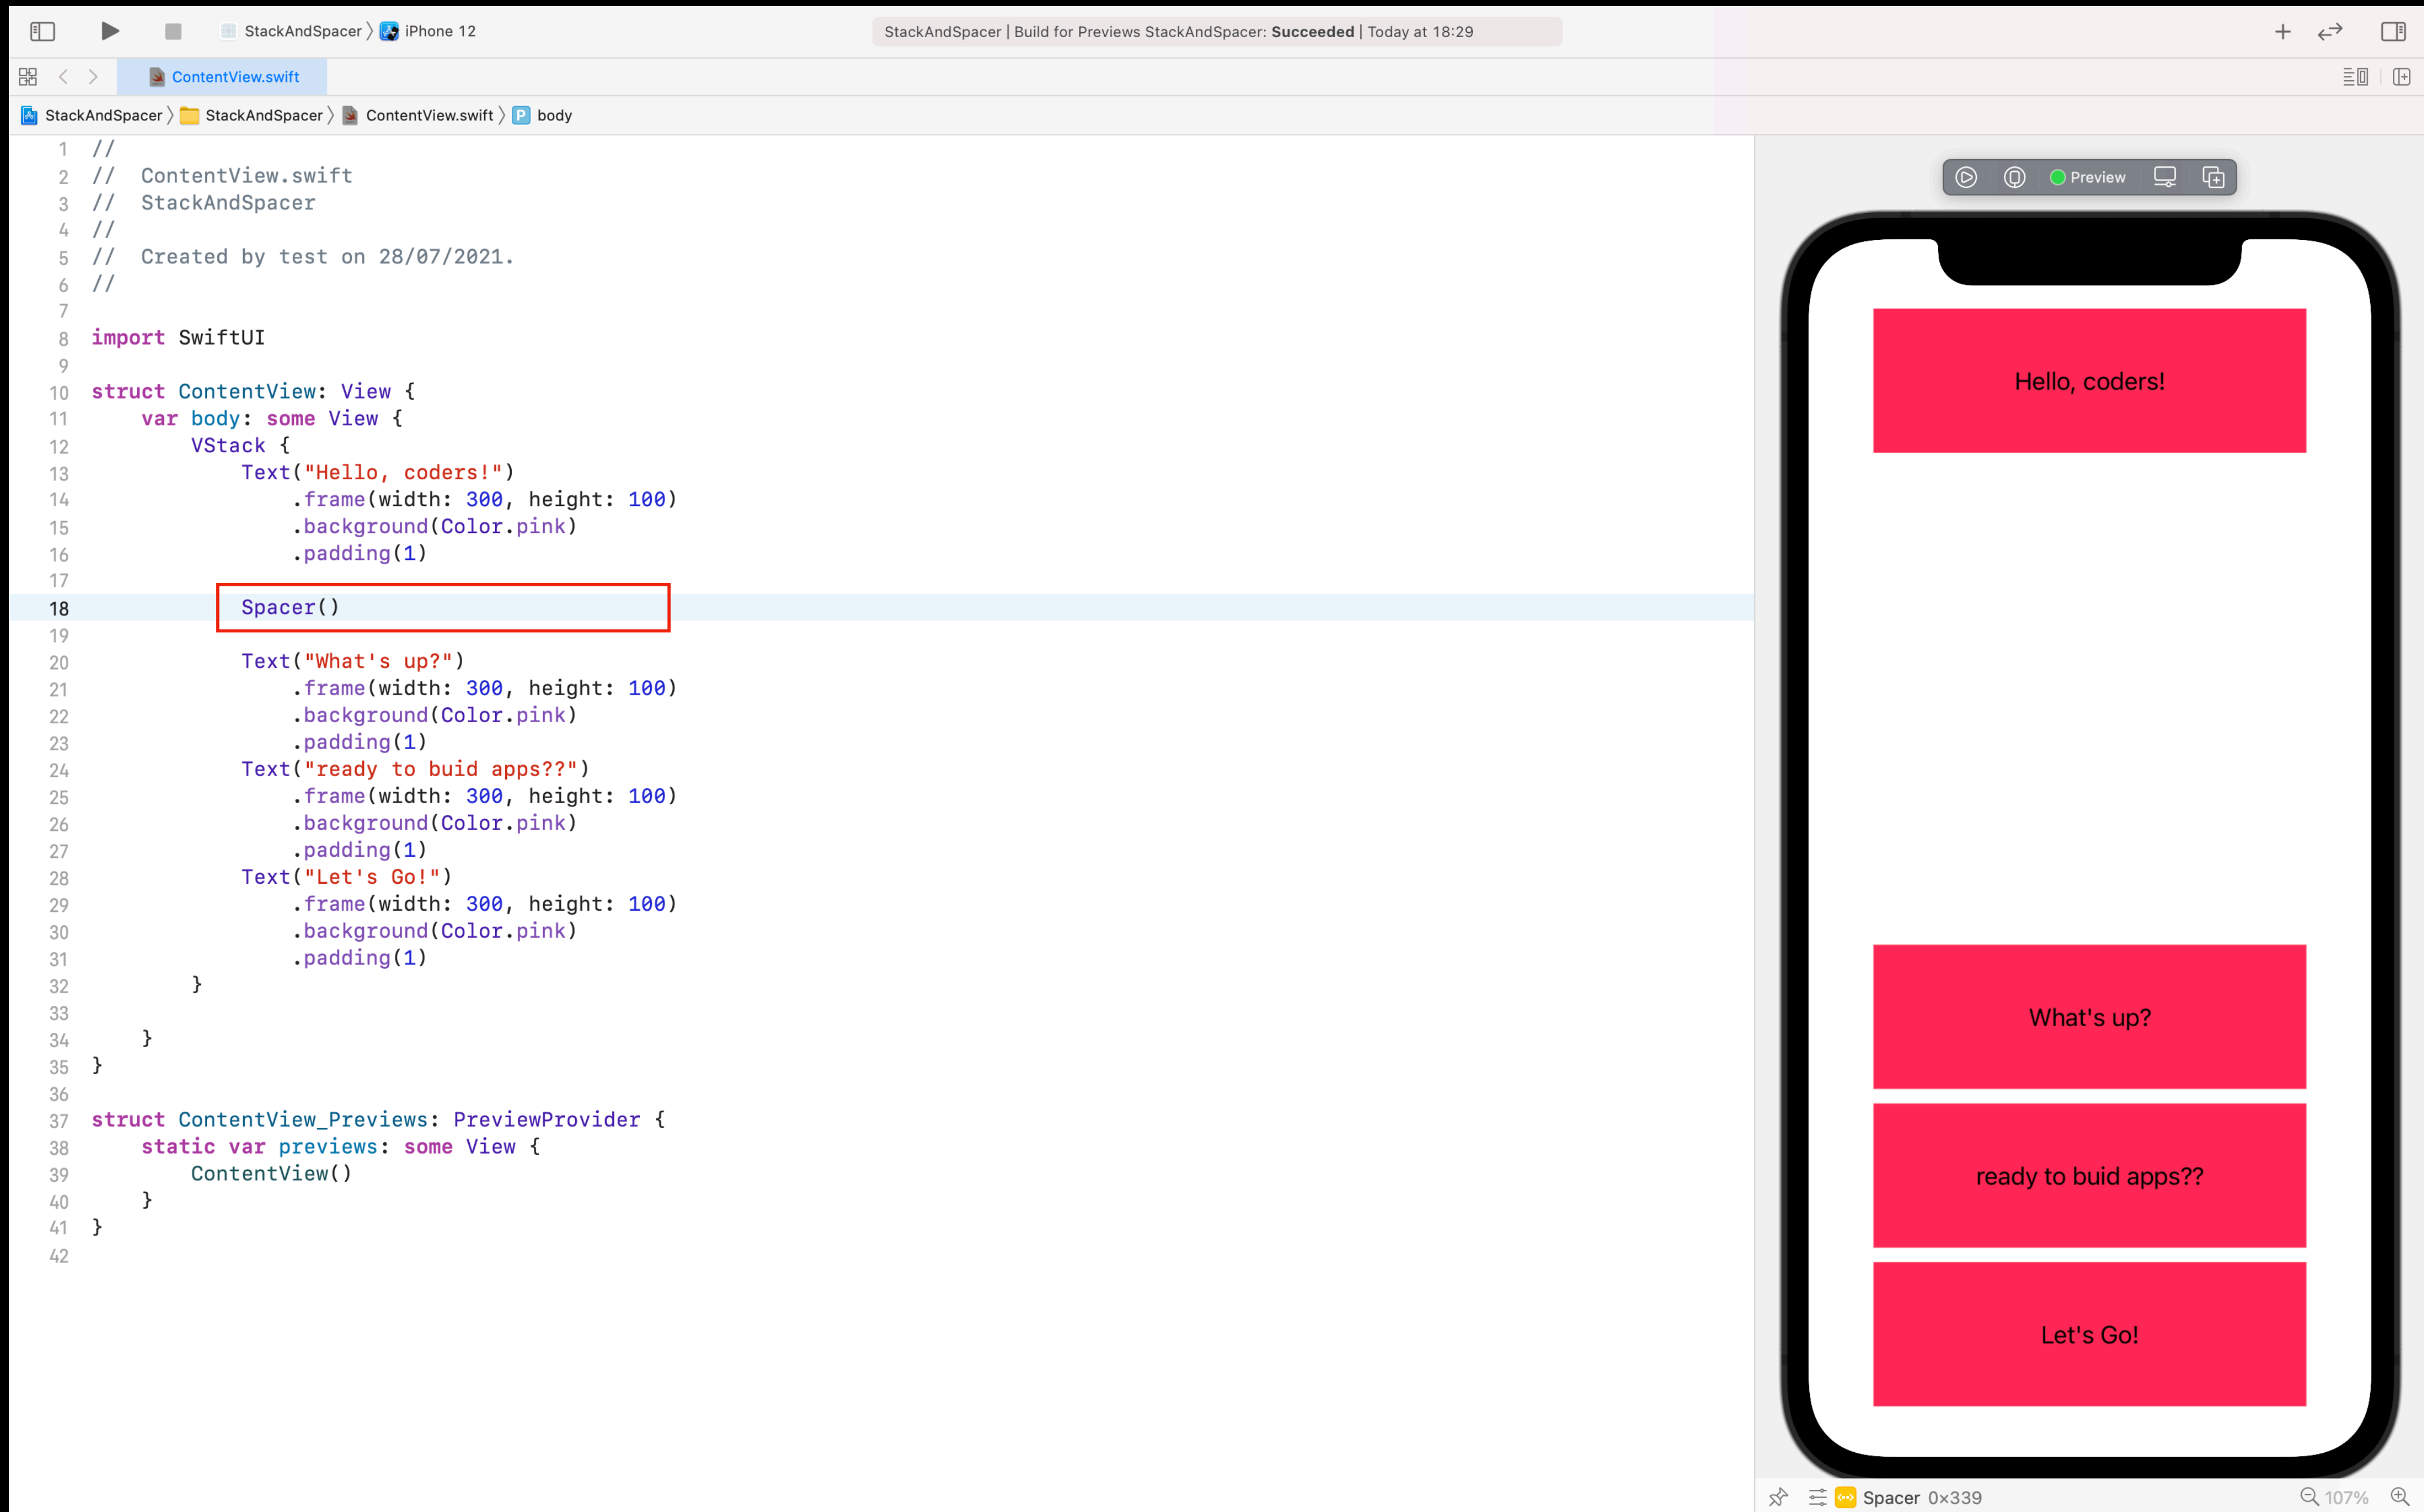 StackAndSpacer 〉 iPhone 12
StackAndSpacer | Build for Previews StackAndSpacer: Succeeded | Today at 18:29
ContentView.swift
StackAndSpacer 〉 StackAndSpacer 〉 ContentView.swift 〉 P body
1 //
2 //  ContentView.swift
3 //  StackAndSpacer
4 //
5 //  Created by test on 28/07/2021.
6 //
7
8 import SwiftUI
9
10 struct ContentView: View {
11     var body: some View {
12         VStack {
13             Text("Hello, coders!")
14                 .frame(width: 300, height: 100)
15                 .background(Color.pink)
16                 .padding(1)
17
18             Spacer()
19
20             Text("What's up?")
21                 .frame(width: 300, height: 100)
22                 .background(Color.pink)
23                 .padding(1)
24             Text("ready to buid apps??")
25                 .frame(width: 300, height: 100)
26                 .background(Color.pink)
27                 .padding(1)
28             Text("Let's Go!")
29                 .frame(width: 300, height: 100)
30                 .background(Color.pink)
31                 .padding(1)
32         }
33
34     }
35 }
36
37 struct ContentView_Previews: PreviewProvider {
38     static var previews: some View {
39         ContentView()
40     }
41 }
42
Preview
Hello, coders!
What's up?
ready to buid apps??
Let's Go!
Spacer 0×339
107%